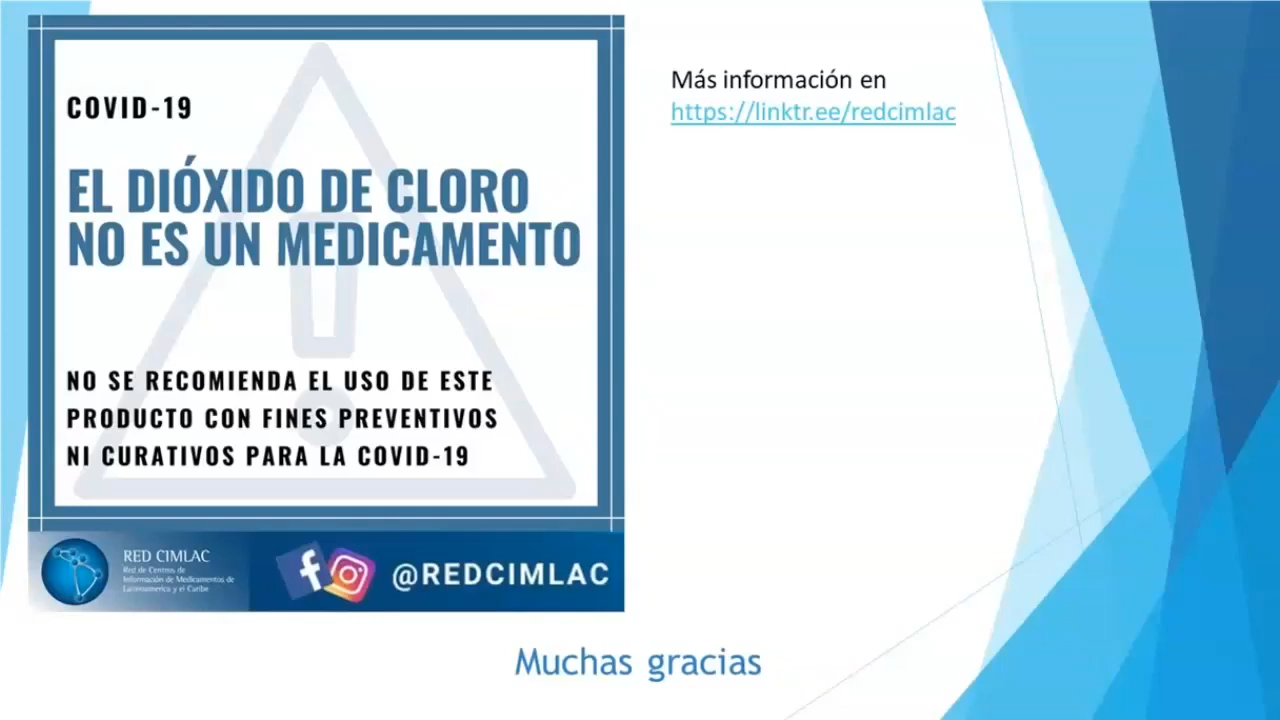 COVID-19
EL DIÓXIDO DE CLORO
NO ES UN MEDICAMENTO
NO SE RECOMIENDA EL USO DE ESTE
PRODUCTO CON FINES PREVENTIVOS
NI CURATIVOS PARA LA COVID-19
RED CIMLAC
Red de Centros de
Información de Medicamentos de
Latinoamerica y el Caribe
@REDCIMLAC
Más información en
https://linktr.ee/redcimlac
Muchas gracias